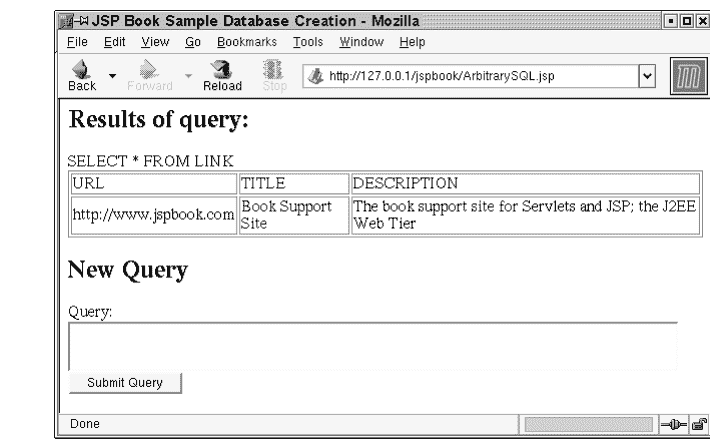 JSP Book Sample Database Creation - Mozilla
File Edit View Go Bookmarks Tools Window Help
Back Forward Reload Stop http://127.0.0.1/jspbook/ArbitrarySQL.jsp
Results of query:
SELECT * FROM LINK
URL TITLE DESCRIPTION
http://www.jspbook.com Book Support Site The book support site for Servlets and JSP; the J2EE Web Tier
New Query
Query:
Submit Query
Done